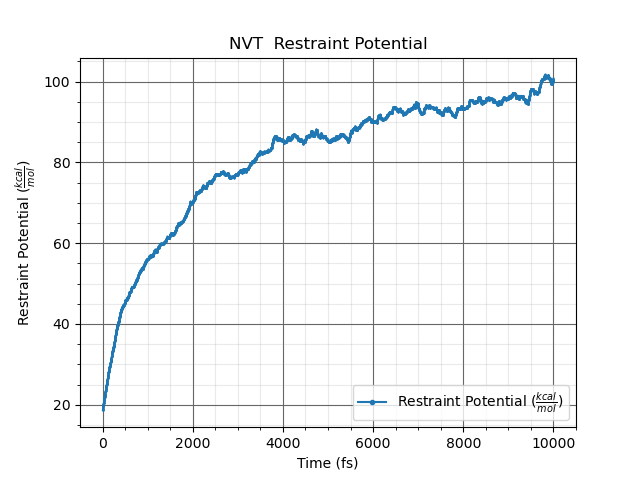 NVT  Restraint Potential
Restraint Potential (kcal/mol)
100
80
60
40
20
0 2000 4000 6000 8000 10000
Time (fs)
Restraint Potential (kcal/mol)